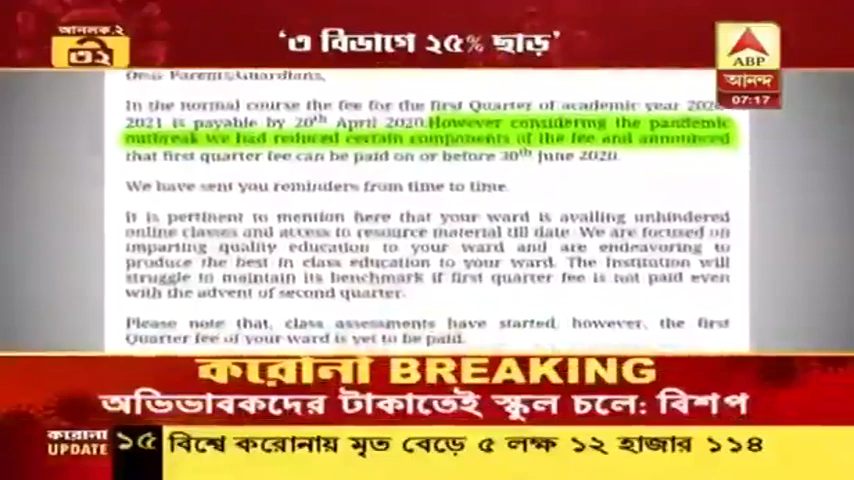 আনলক.২
‘৩ বিভাগে ২৫% ছাড়’
ABP
আনন্দ
07:17
Dear Parents/Guardians,
In the normal course the fee for the first Quarter of academic year 2020
2021 is payable by 20th April 2020. However considering the pandemic
outbreak we had reduced certain components of the fee and announced
that first quarter fee can be paid on or before 30th June 2020.
We have sent you reminders from time to time.
It is pertinent to mention here that your ward is availing unhindered
online classes and access to resource material till date. We are focused on
imparting quality education to your ward and are endeavoring to
produce the best in class education to your ward. The Institution will
struggle to maintain its benchmark if first quarter fee is not paid even
with the advent of second quarter.
Please note that, class assessments have started, however, the first
Quarter fee of your ward is yet to be paid.
করোনা BREAKING
অভিভাবকদের টাকাতেই স্কুল চলে: বিশপ
করোনা
UPDATE
১৫ বিশ্বে করোনায় মৃত বেড়ে ৫ লক্ষ ১২ হাজার ১১৪